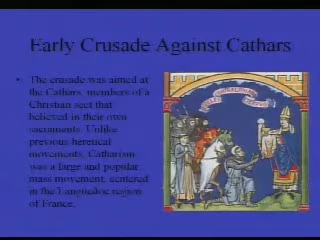 Early Crusade Against Cathars
• The crusade was aimed at
the Cathars, members of a
Christian sect that
believed in their own
sacraments. Unlike
previous heretical
movements, Catharism
was a large and popular
mass movement, centered
in the Languedoc region
of France.